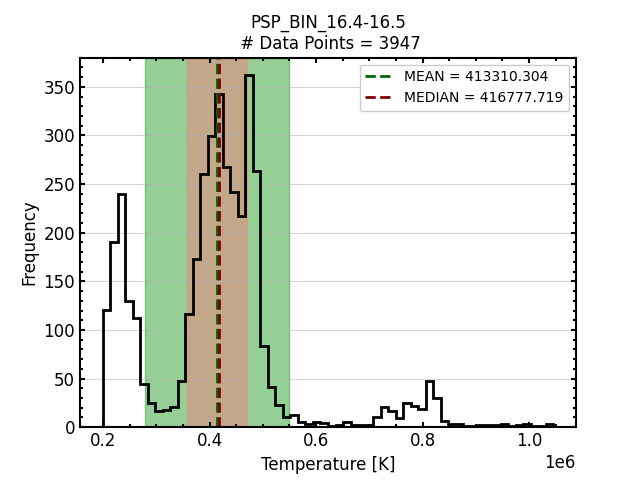 PSP_BIN_16.4-16.5
# Data Points = 3947
MEAN = 413310.304
MEDIAN = 416777.719
Frequency
350
300
250
200
150
100
50
0
0.2 0.4 0.6 0.8 1.0
1e6
Temperature [K]